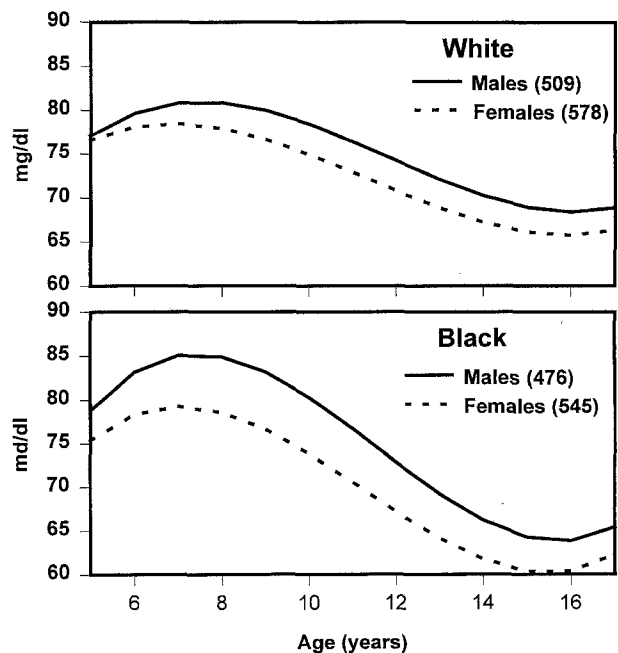 90
White
85
Males (509)
80
Females (578)
mg/dl
75
70
65
60
90
Black
85
Males (476)
80
Females (545)
md/dl
75
70
65
60
6 8 10 12 14 16
Age (years)